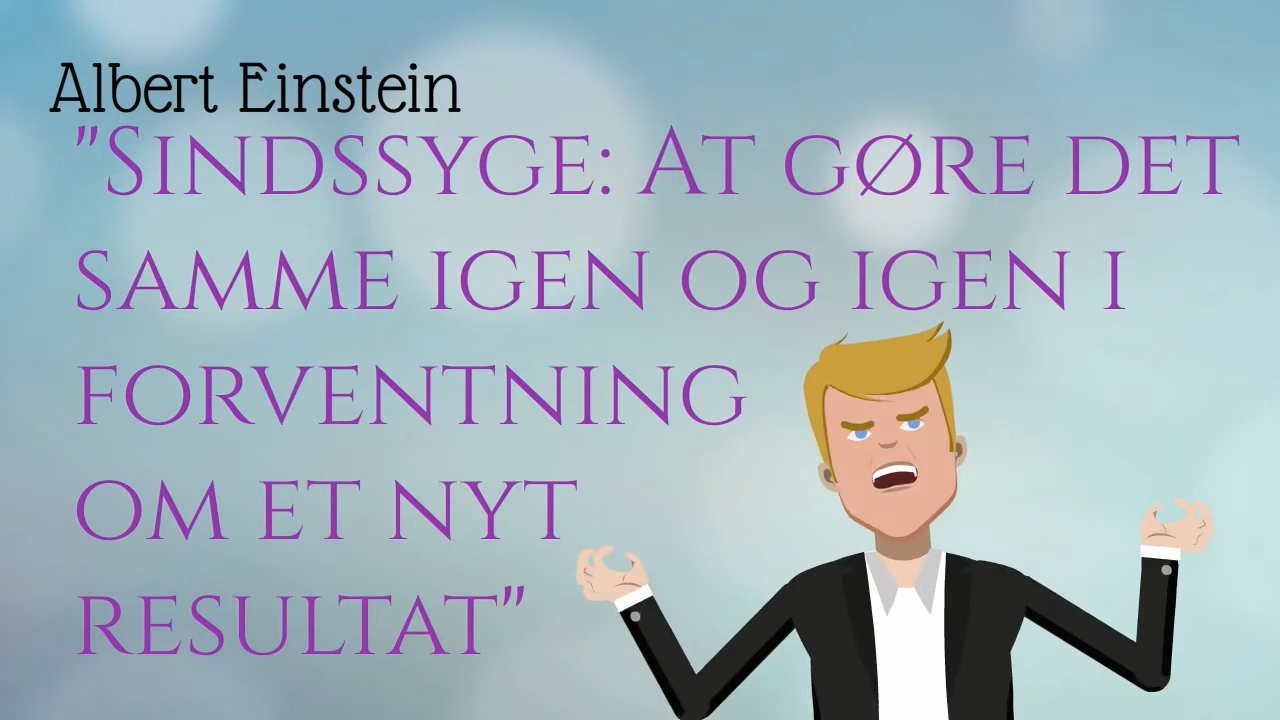 Albert Einstein
"Sindssyge: At gøre det
samme igen og igen i
forventning
om et nyt
resultat"